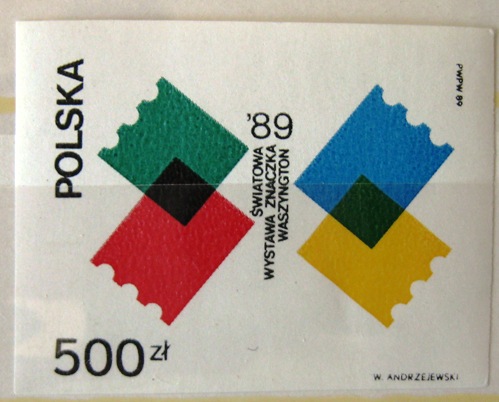 POLSKA
'89
ŚWIATOWA
WYSTAWA ZNACZKA
WASZYNGTON
PWPW 89
500 zł
W. ANDRZEJEWSKI